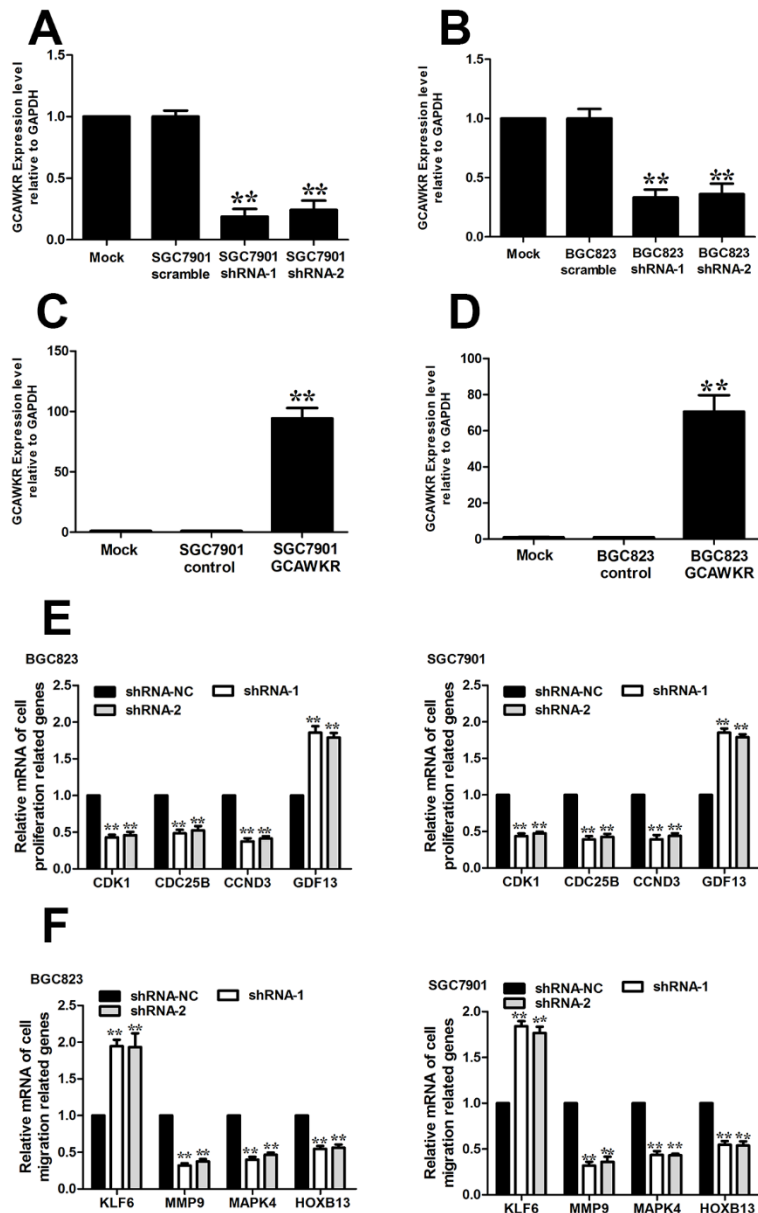 A
GCAWKR Expression level
relative to GAPDH
1.5
1.0
0.5
0.0
**
**
Mock
SGC7901
scramble
SGC7901
shRNA-1
SGC7901
shRNA-2
B
GCAWKR Expression level
relative to GAPDH
1.5
1.0
0.5
0.0
**
**
Mock
BGC823
scramble
BGC823
shRNA-1
BGC823
shRNA-2
C
GCAWKR Expression level
relative to GAPDH
150
100
50
0
**
Mock
SGC7901
control
SGC7901
GCAWKR
D
GCAWKR Expression level
relative to GAPDH
100
80
60
40
20
0
**
Mock
BGC823
control
BGC823
GCAWKR
E
BGC823
Relative mRNA of cell
proliferation related genes
2.5
2.0
1.5
1.0
0.5
0.0
shRNA-NC
shRNA-1
shRNA-2
** **
** **
** **
** **
CDK1
CDC25B
CCND3
GDF13
SGC7901
Relative mRNA of cell
proliferation related genes
2.5
2.0
1.5
1.0
0.5
0.0
shRNA-NC
shRNA-1
shRNA-2
** **
** **
** **
** **
CDK1
CDC25B
CCND3
GDF13
F
BGC823
Relative mRNA of cell
migration related genes
2.5
2.0
1.5
1.0
0.5
0.0
shRNA-NC
shRNA-1
shRNA-2
** **
** **
** **
** **
KLF6
MMP9
MAPK4
HOXB13
SGC7901
Relative mRNA of cell
migration related genes
2.0
1.5
1.0
0.5
0.0
shRNA-NC
shRNA-1
shRNA-2
** **
** **
** **
** **
KLF6
MMP9
MAPK4
HOXB13